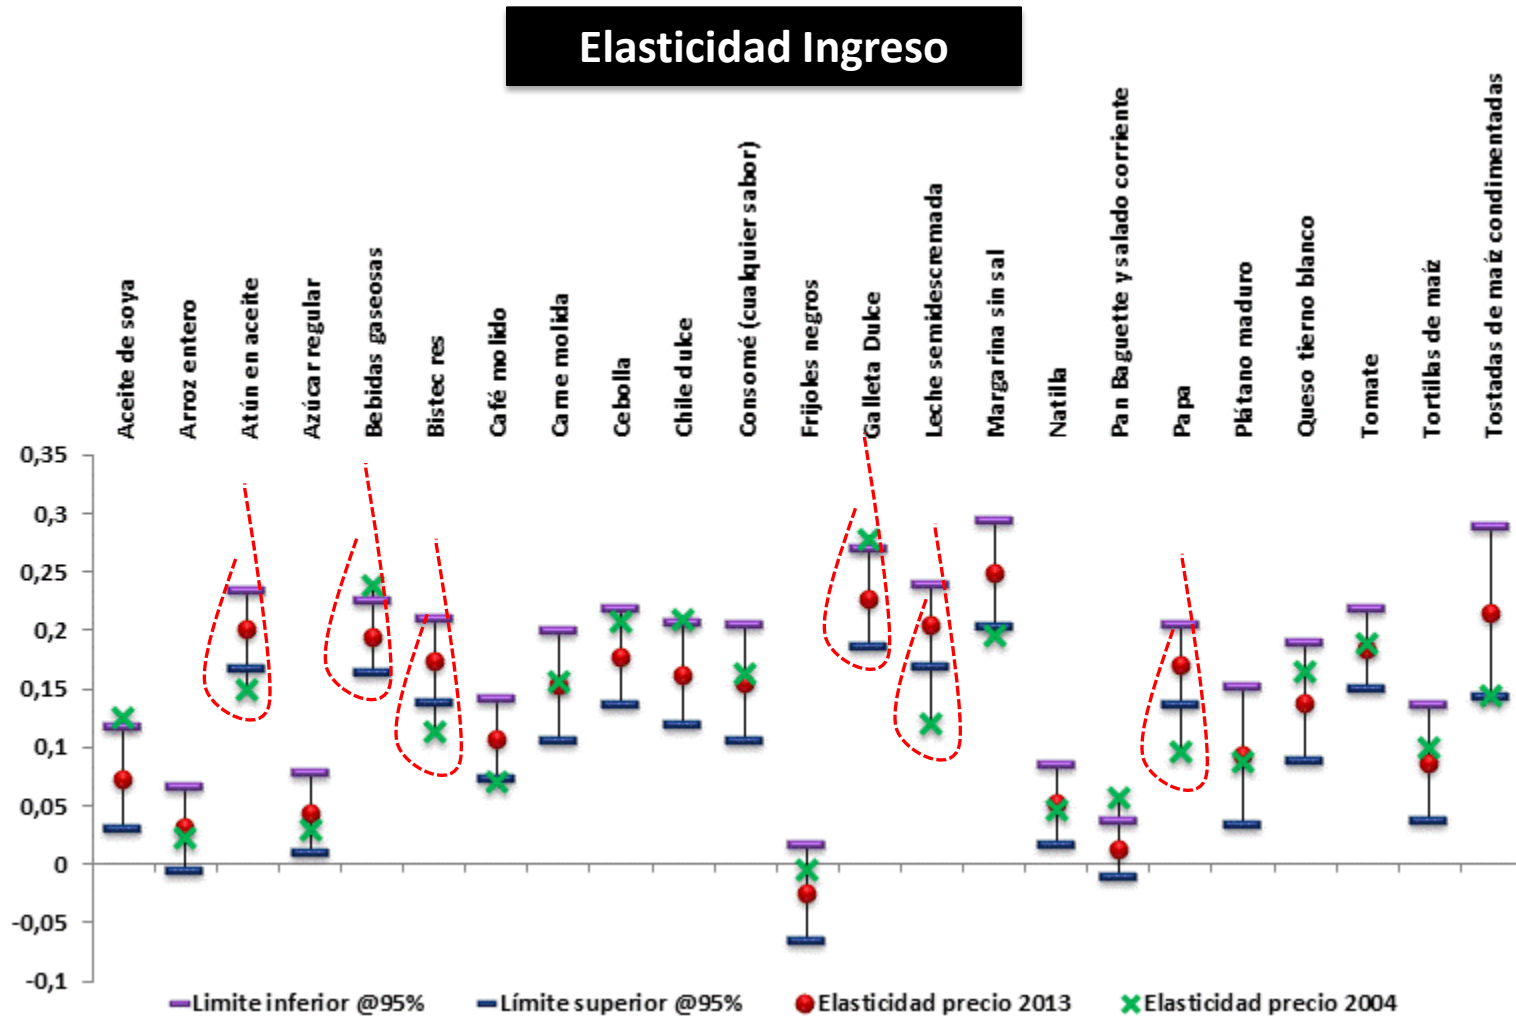 Elasticidad Ingreso
Aceite de soya
Arroz entero
Atún en aceite
Azúcar regular
Bebidas gaseosas
Bistec res
Café molido
Carne molida
Cebolla
Chile dulce
Consomé (cualquier sabor)
Frijoles negros
Galleta Dulce
Leche semidescremada
Margarina sin sal
Natilla
Pan Baguette y salado corriente
Papa
Plátano maduro
Queso tierno blanco
Tomate
Tortillas de maíz
Tostadas de maíz condimentadas
0,35
0,3
0,25
0,2
0,15
0,1
0,05
0
-0,05
-0,1
Limite inferior @95%
Límite superior @95%
Elasticidad precio 2013
Elasticidad precio 2004